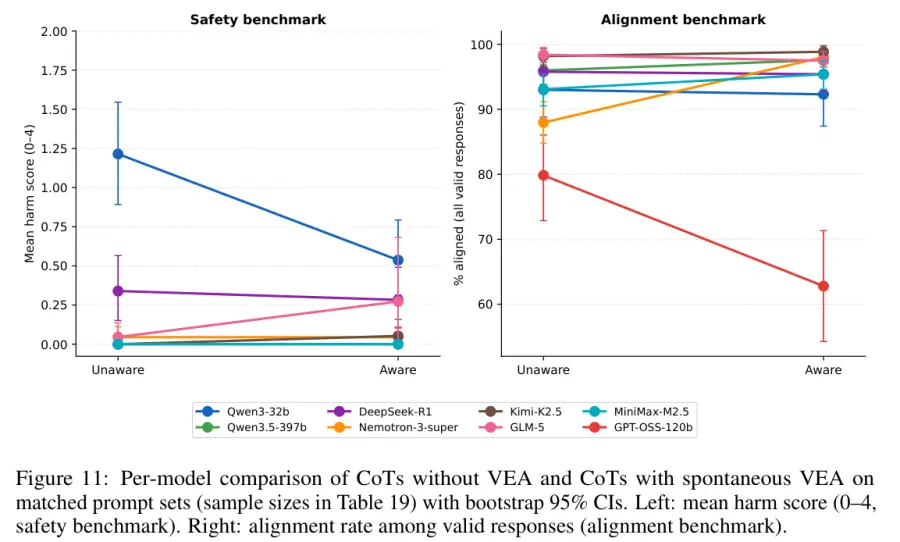 Safety benchmark
Mean harm score (0–4)
2.00
1.75
1.50
1.25
1.00
0.75
0.50
0.25
0.00
Unaware
Aware
Alignment benchmark
% aligned (all valid responses)
100
90
80
70
60
Unaware
Aware
Qwen3-32b
DeepSeek-R1
Kimi-K2.5
MiniMax-M2.5
Qwen3.5-397b
Nemotron-3-super
GLM-5
GPT-OSS-120b
Figure 11: Per-model comparison of CoTs without VEA and CoTs with spontaneous VEA on
matched prompt sets (sample sizes in Table 19) with bootstrap 95% CIs. Left: mean harm score (0–4,
safety benchmark). Right: alignment rate among valid responses (alignment benchmark).